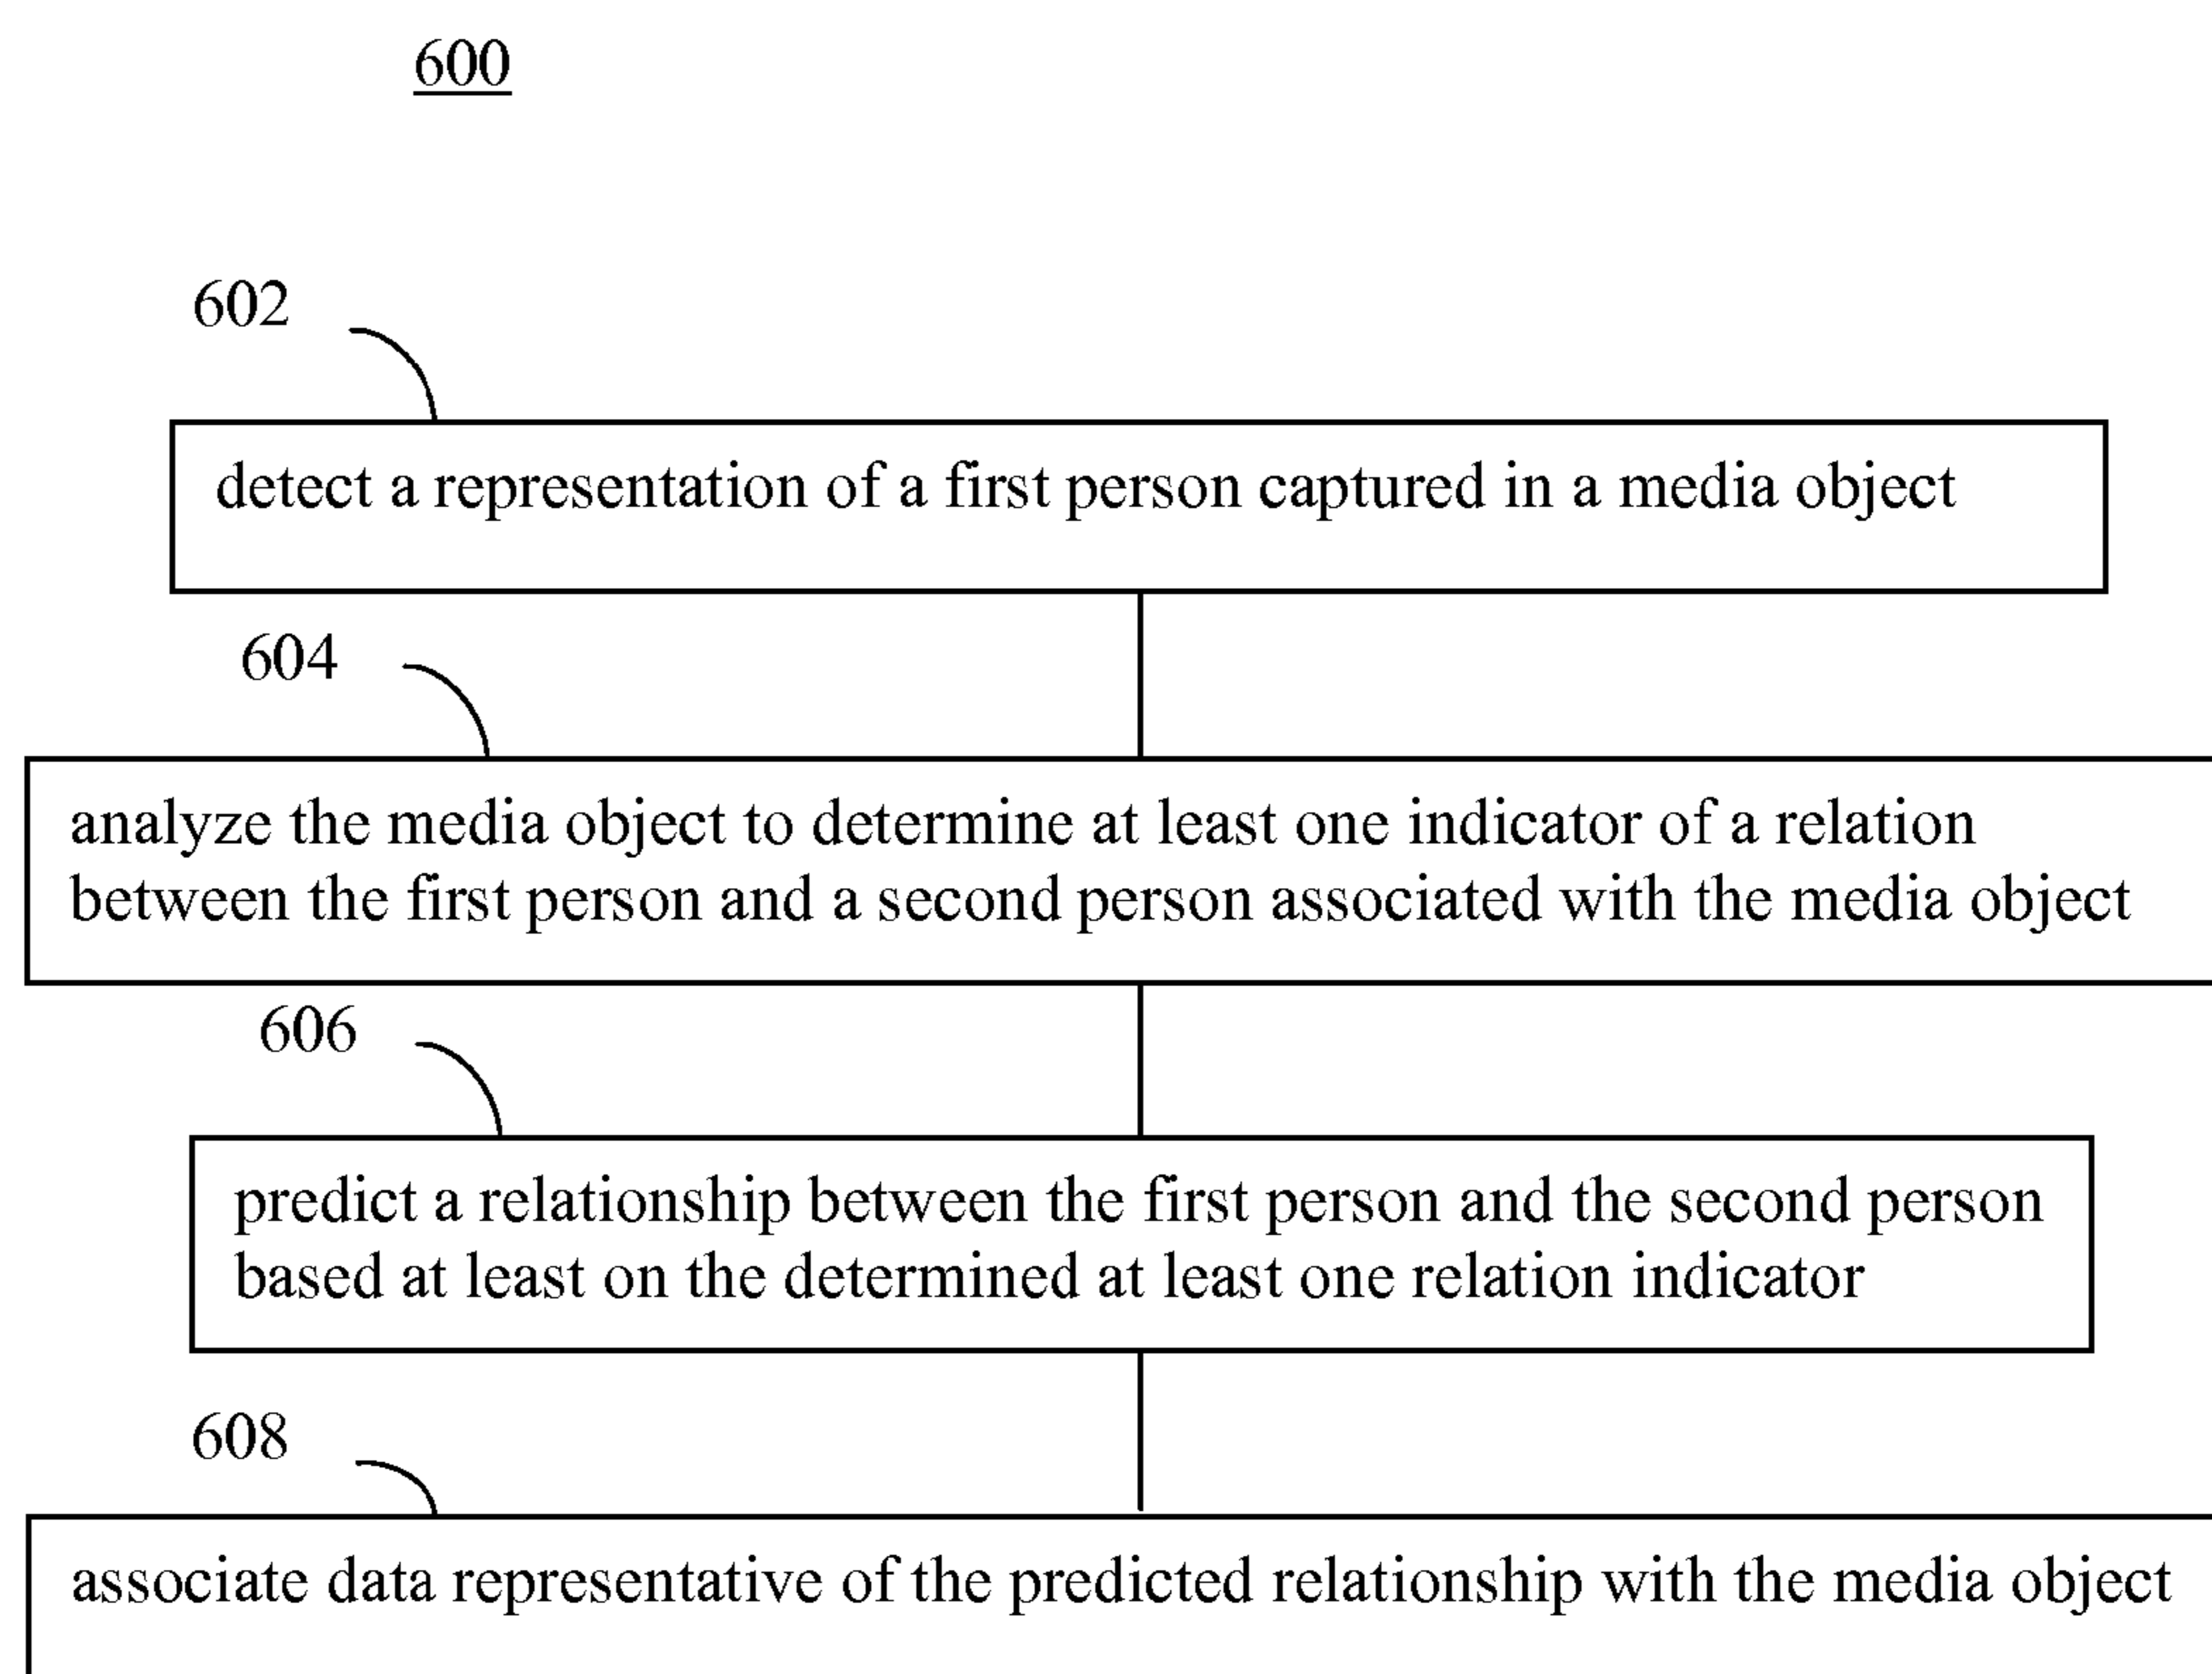 600
602
detect a representation of a first person captured in a media object
604
analyze the media object to determine at least one indicator of a relation
between the first person and a second person associated with the media object
606
predict a relationship between the first person and the second person
based at least on the determined at least one relation indicator
608
associate data representative of the predicted relationship with the media object